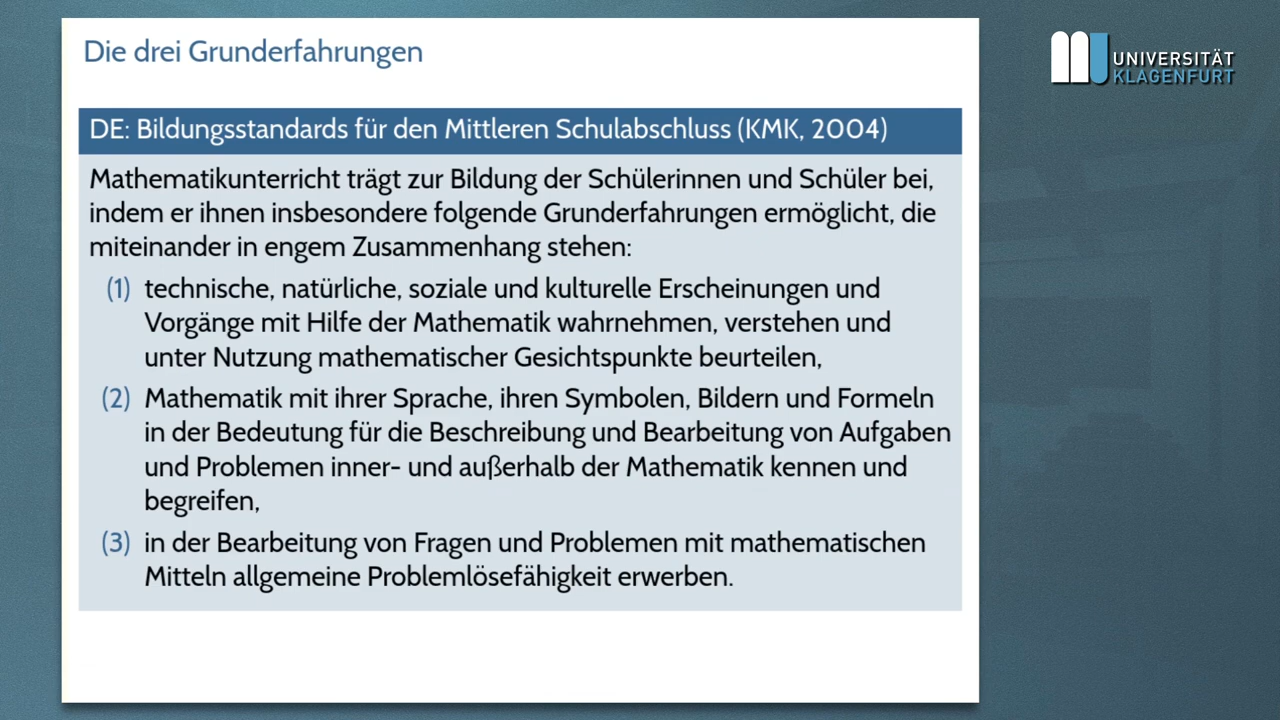 Die drei Grunderfahrungen
UNIVERSITÄT
KLAGENFURT
DE: Bildungsstandards für den Mittleren Schulabschluss (KMK, 2004)
Mathematikunterricht trägt zur Bildung der Schülerinnen und Schüler bei,
indem er ihnen insbesondere folgende Grunderfahrungen ermöglicht, die
miteinander in engem Zusammenhang stehen:
(1) technische, natürliche, soziale und kulturelle Erscheinungen und
Vorgänge mit Hilfe der Mathematik wahrnehmen, verstehen und
unter Nutzung mathematischer Gesichtspunkte beurteilen,
(2) Mathematik mit ihrer Sprache, ihren Symbolen, Bildern und Formeln
in der Bedeutung für die Beschreibung und Bearbeitung von Aufgaben
und Problemen inner- und außerhalb der Mathematik kennen und
begreifen,
(3) in der Bearbeitung von Fragen und Problemen mit mathematischen
Mitteln allgemeine Problemlösefähigkeit erwerben.